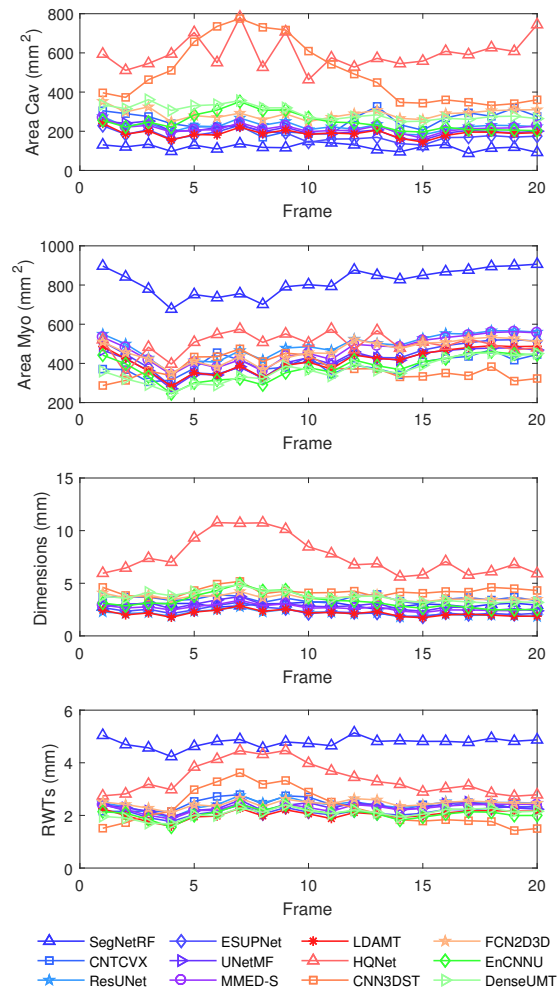 800
600
400
200
0
Area Cav (mm²)
0 5 10 15 20
Frame
1000
800
600
400
200
Area Myo (mm²)
0 5 10 15 20
Frame
15
10
5
0
Dimensions (mm)
0 5 10 15 20
Frame
6
4
2
0
RWTs (mm)
0 5 10 15 20
Frame
SegNetRF ESUPNet LDAMT FCN2D3D
CNTCVX UNetMF HQNet EnCNNU
ResUNet MMED-S CNN3DST DenseUMT